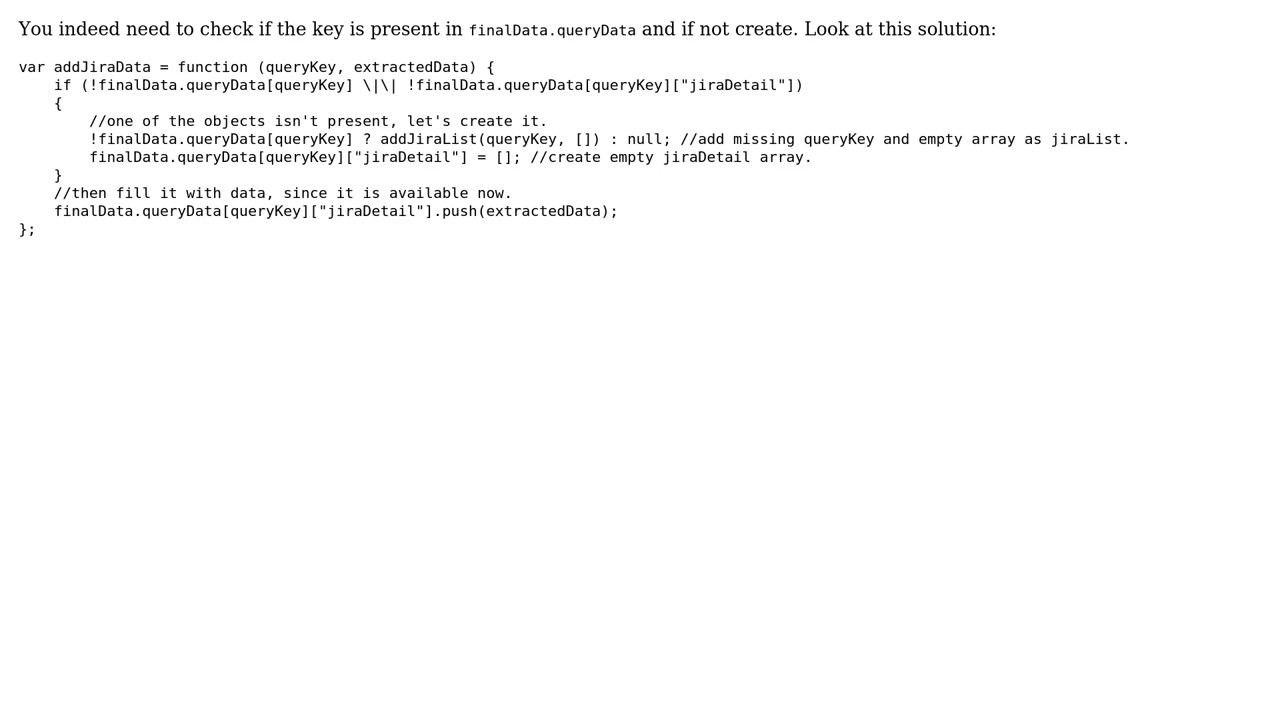 You indeed need to check if the key is present in finalData.queryData and if not create. Look at this solution:
var addJiraData = function (queryKey, extractedData) {
    if (!finalData.queryData[queryKey] \|\| !finalData.queryData[queryKey]["jiraDetail"])
    {
        //one of the objects isn't present, let's create it.
        !finalData.queryData[queryKey] ? addJiraList(queryKey, []) : null; //add missing queryKey and empty array as jiraList.
        finalData.queryData[queryKey]["jiraDetail"] = []; //create empty jiraDetail array.
    }
    //then fill it with data, since it is available now.
    finalData.queryData[queryKey]["jiraDetail"].push(extractedData);
};